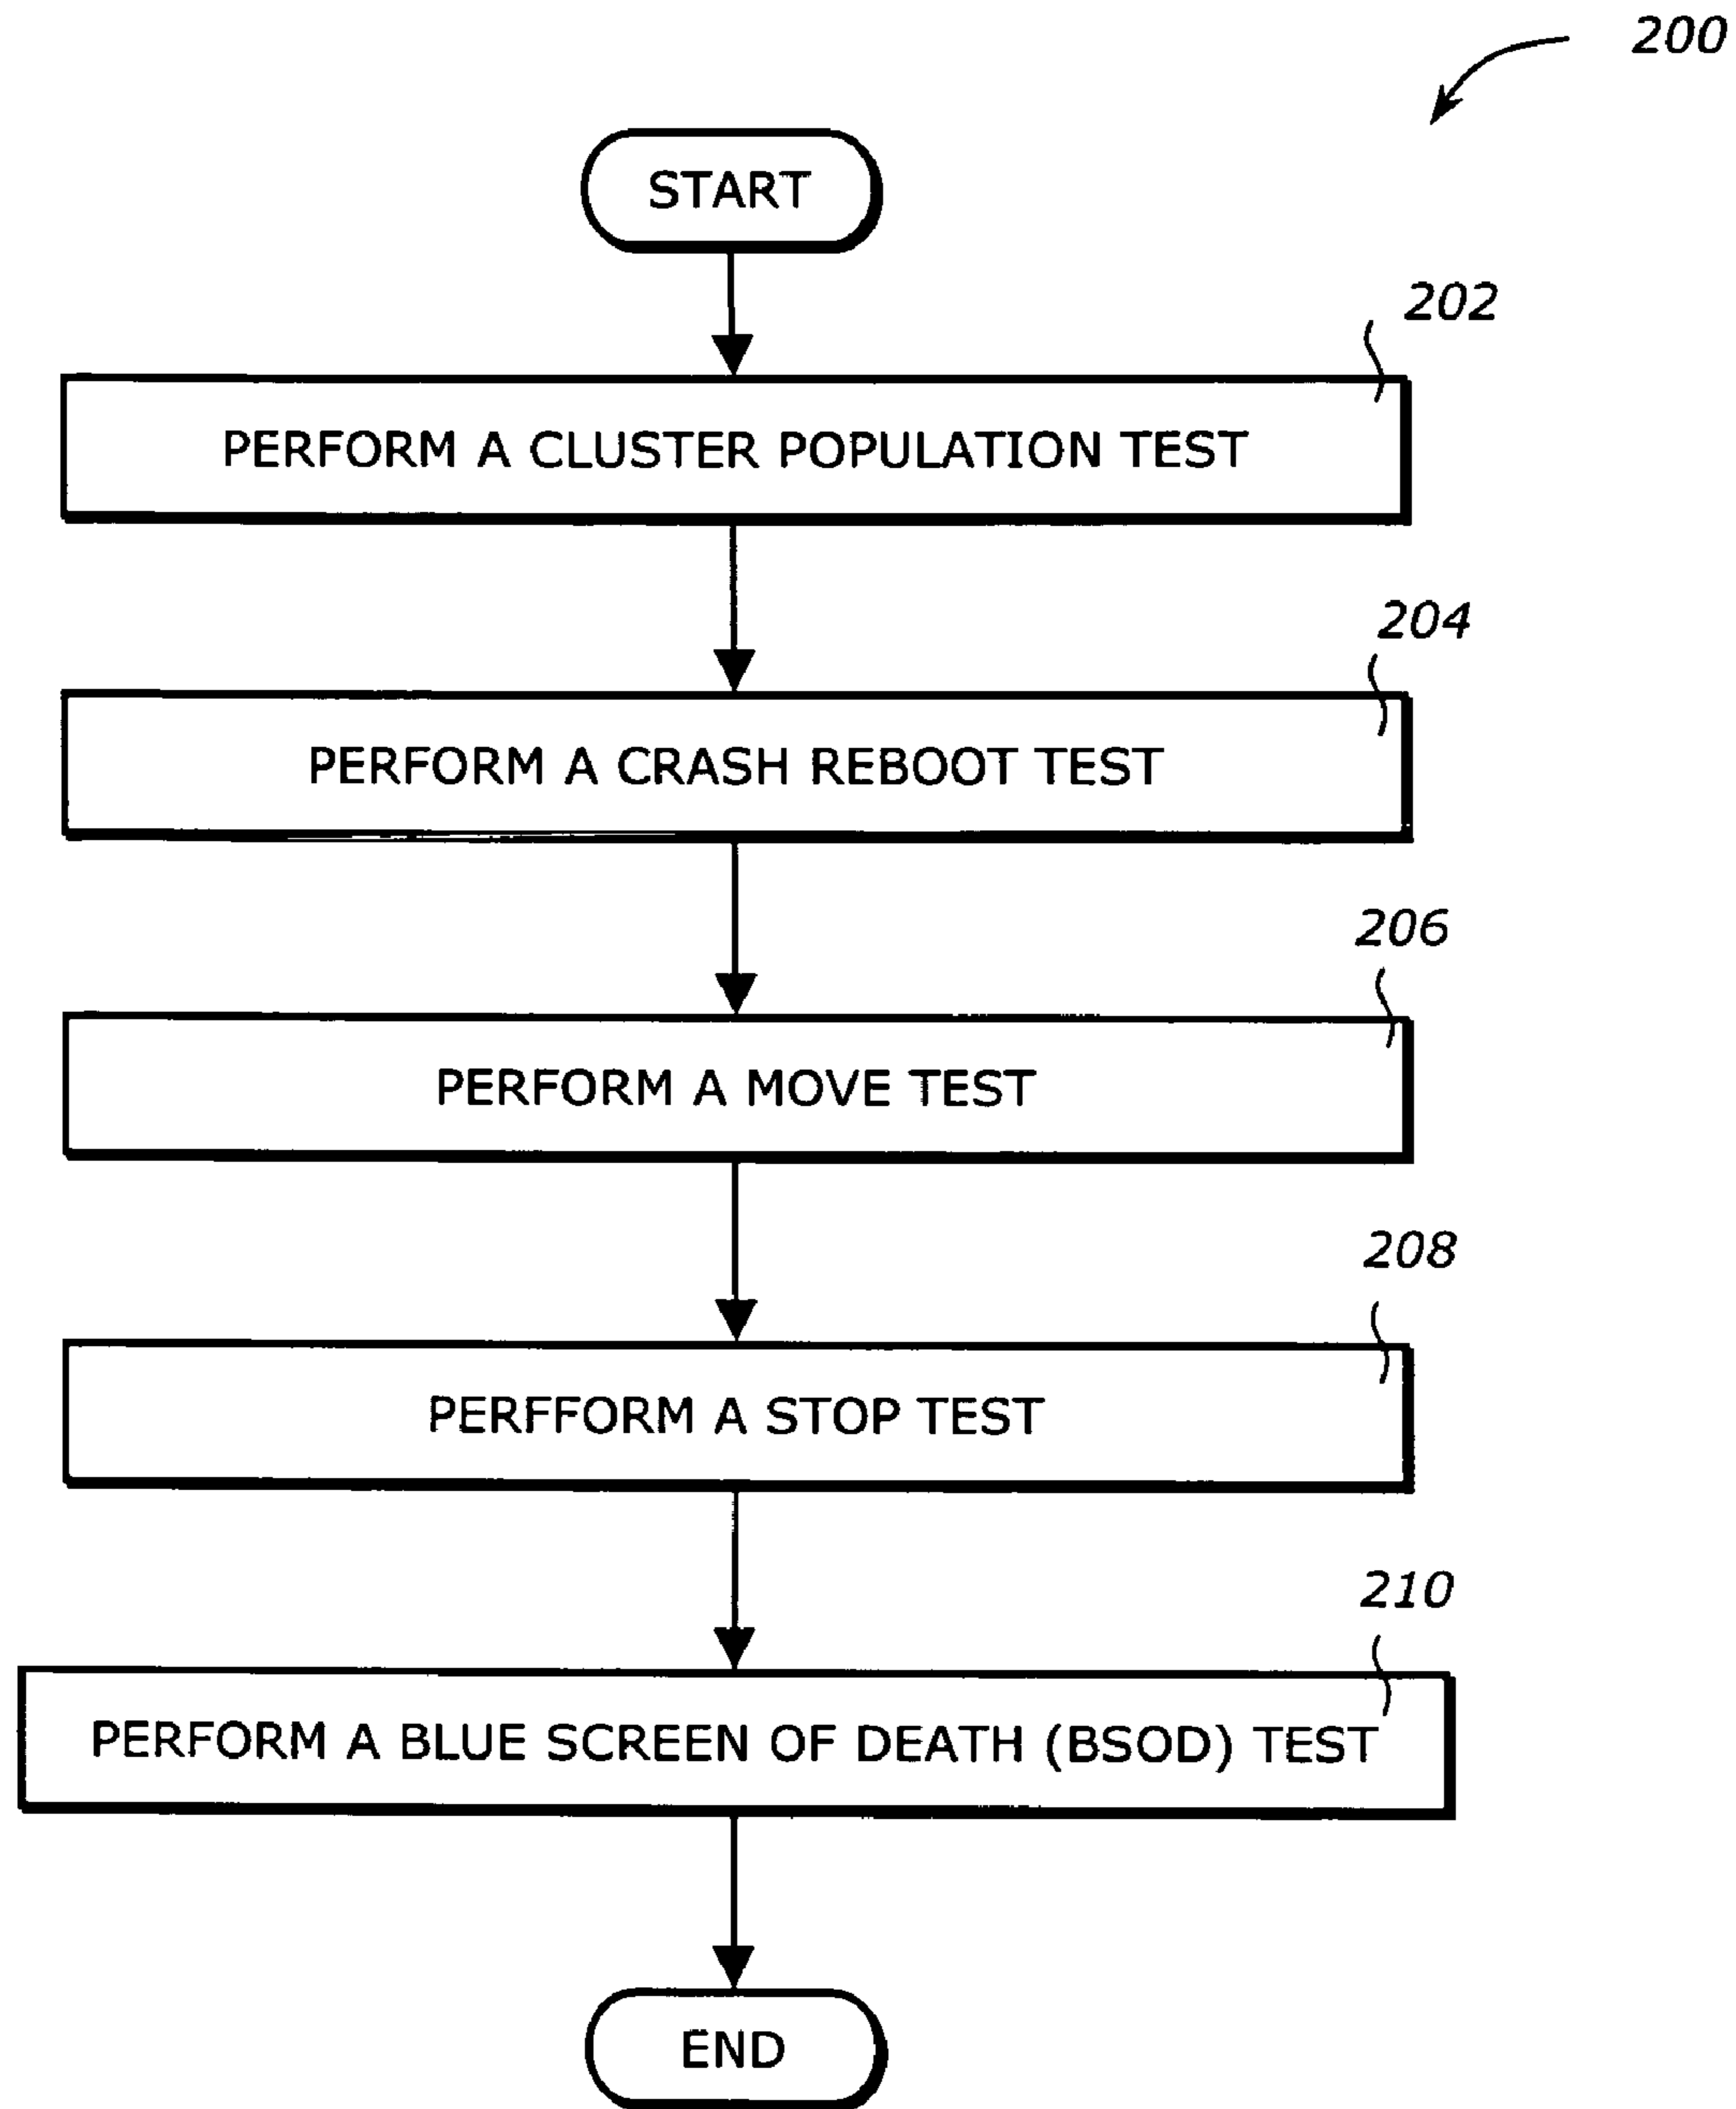 200
START
202
PERFORM A CLUSTER POPULATION TEST
204
PERFORM A CRASH REBOOT TEST
206
PERFORM A MOVE TEST
208
PERFFORM A STOP TEST
210
PERFORM A BLUE SCREEN OF DEATH (BSOD) TEST
END